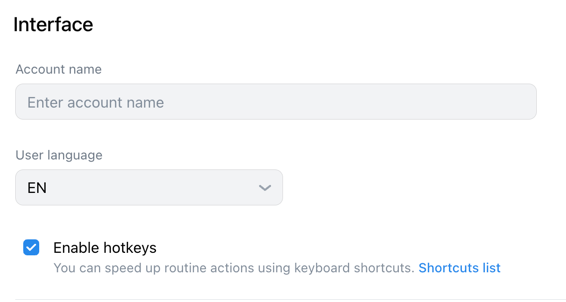 Interface
Account name
Enter account name
User language
EN
Enable hotkeys
You can speed up routine actions using keyboard shortcuts. Shortcuts list